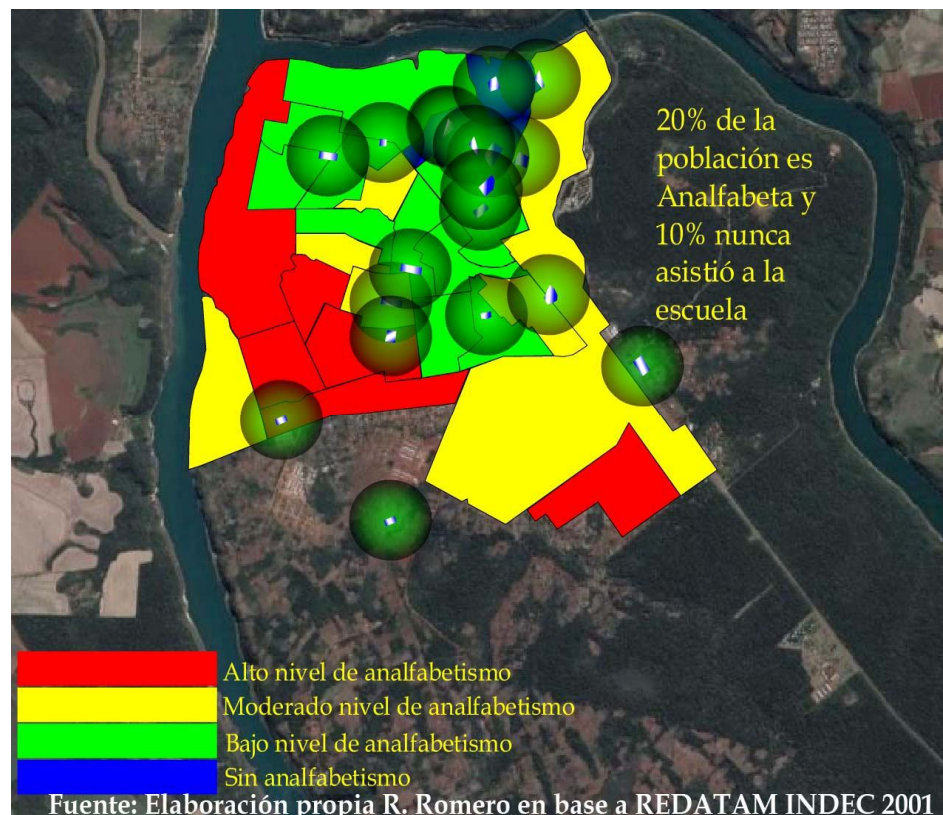 20% de la
población es
Analfabeta y
10% nunca
asistió a la
escuela
Alto nivel de analfabetismo
Moderado nivel de analfabetismo
Bajo nivel de analfabetismo
Sin analfabetismo
Fuente: Elaboración propia R. Romero en base a REDATAM INDEC 2001